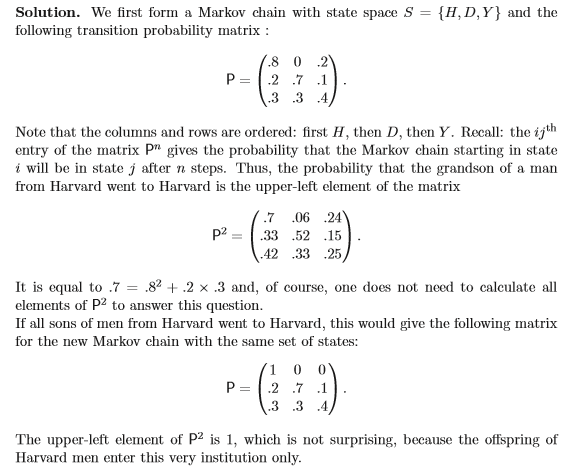 Solution. We first form a Markov chain with state space S = {H, D, Y} and the
following transition probability matrix :
P = (.8 0 .2
.2 .7 .1
.3 .3 .4).
Note that the columns and rows are ordered: first H, then D, then Y. Recall: the ijᵗʰ
entry of the matrix Pⁿ gives the probability that the Markov chain starting in state
i will be in state j after n steps. Thus, the probability that the grandson of a man
from Harvard went to Harvard is the upper-left element of the matrix
P² = (.7 .06 .24
.33 .52 .15
.42 .33 .25).
It is equal to .7 = .8² + .2 × .3 and, of course, one does not need to calculate all
elements of P² to answer this question.
If all sons of men from Harvard went to Harvard, this would give the following matrix
for the new Markov chain with the same set of states:
P = (1 0 0
.2 .7 .1
.3 .3 .4).
The upper-left element of P² is 1, which is not surprising, because the offspring of
Harvard men enter this very institution only.